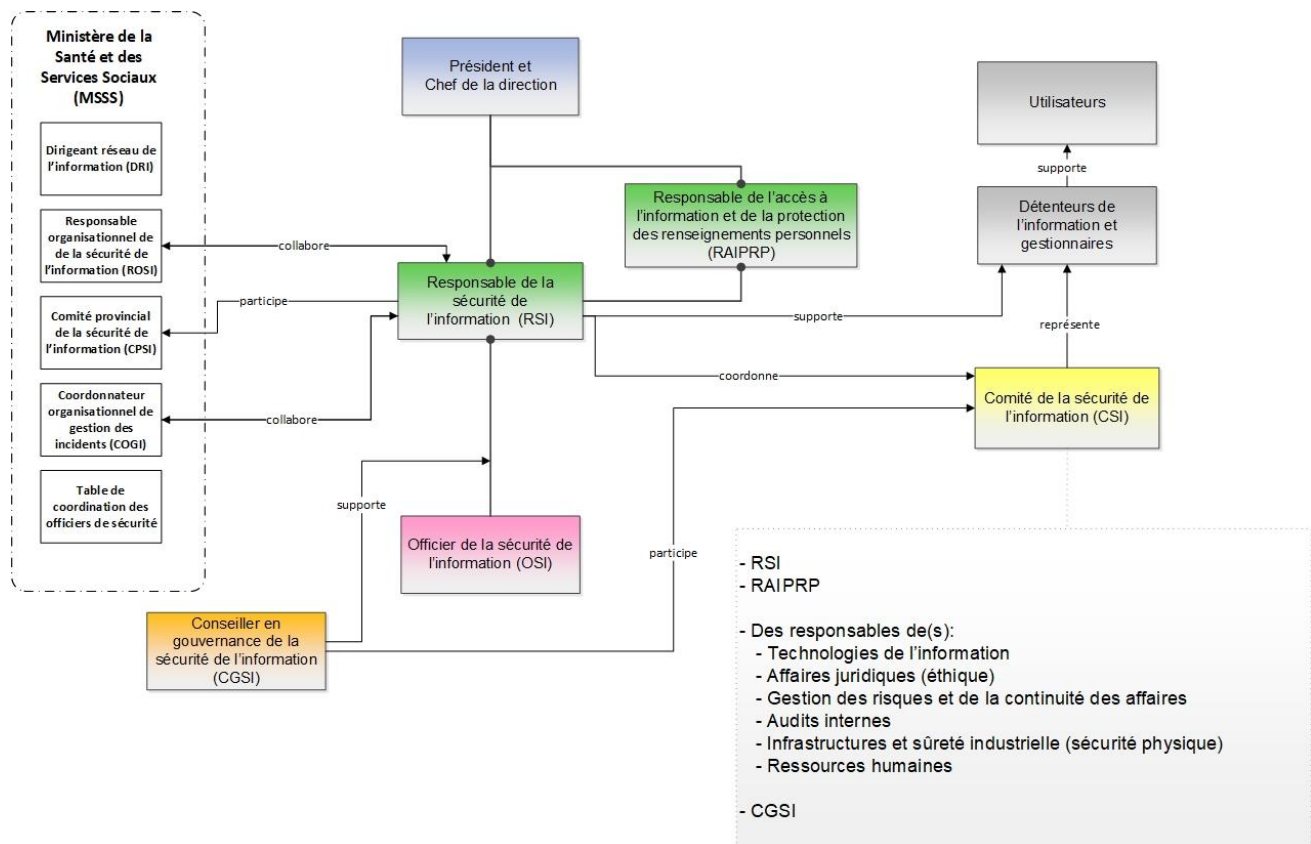 Ministère de la
Santé et des
Services Sociaux
(MSSS)
Dirigeant réseau de
l'information (DRI)
Responsable
organisationnel de
de la sécurité de
l'information (ROSI)
Comité provincial
de la sécurité de
l'information (CPSI)
Coordonnateur
organisationnel de
gestion des
incidents (COGI)
Table de
coordination des
officiers de sécurité
collabore
participe
collabore
Président et
Chef de la direction
Responsable de l'accès à
l'information et de la protection
des renseignements personnels
(RAIPRP)
Responsable de la
sécurité de
l'information (RSI)
supporte
coordonne
supporte
participe
Officier de la sécurité de
l'information (OSI)
Conseiller en
gouvernance de la
sécurité de l'information
(CGSI)
Utilisateurs
supporte
Détenteurs de
l'information et
gestionnaires
représente
Comité de la sécurité de
l'information (CSI)
- RSI
- RAIPRP
- Des responsables de(s):
- Technologies de l'information
- Affaires juridiques (éthique)
- Gestion des risques et de la continuité des affaires
- Audits internes
- Infrastructures et sûreté industrielle (sécurité physique)
- Ressources humaines
- CGSI